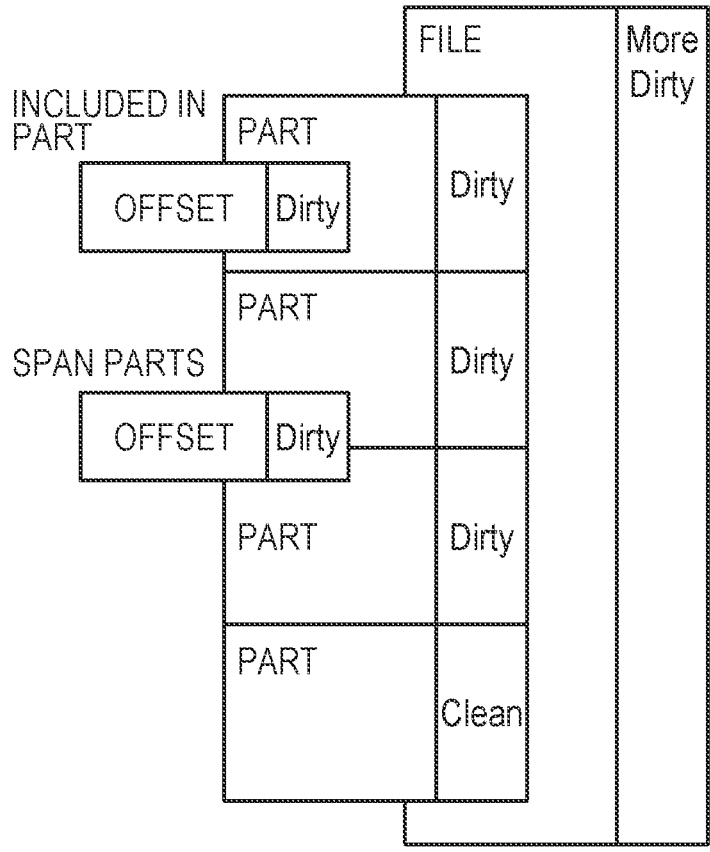 FILE
More
Dirty
INCLUDED IN
PART
PART
Dirty
OFFSET
Dirty
PART
Dirty
SPAN PARTS
OFFSET
Dirty
PART
Dirty
PART
Clean